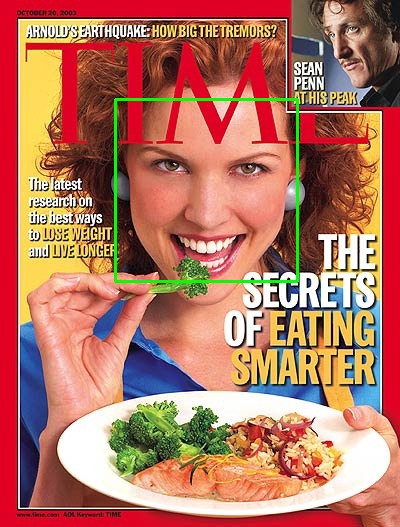 OCTOBER 20, 2003
ARNOLD'S EARTHQUAKE: HOW BIG THE TREMORS?
TIME
SEAN
PENN
AT HIS PEAK
The latest
research on
the best ways
to LOSE WEIGHT
and LIVE LONGER
THE
SECRETS
OF EATING
SMARTER
www.time.com AOL Keyword: TIME